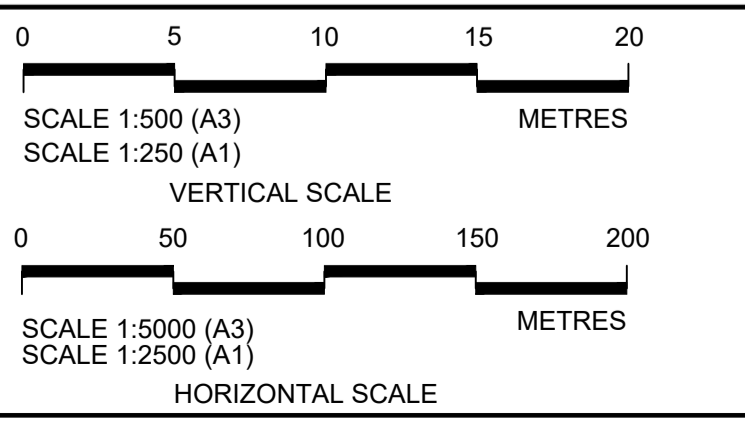 0 5 10 15 20
SCALE 1:500 (A3) METRES
SCALE 1:250 (A1)
VERTICAL SCALE
0 50 100 150 200
SCALE 1:5000 (A3) METRES
SCALE 1:2500 (A1)
HORIZONTAL SCALE